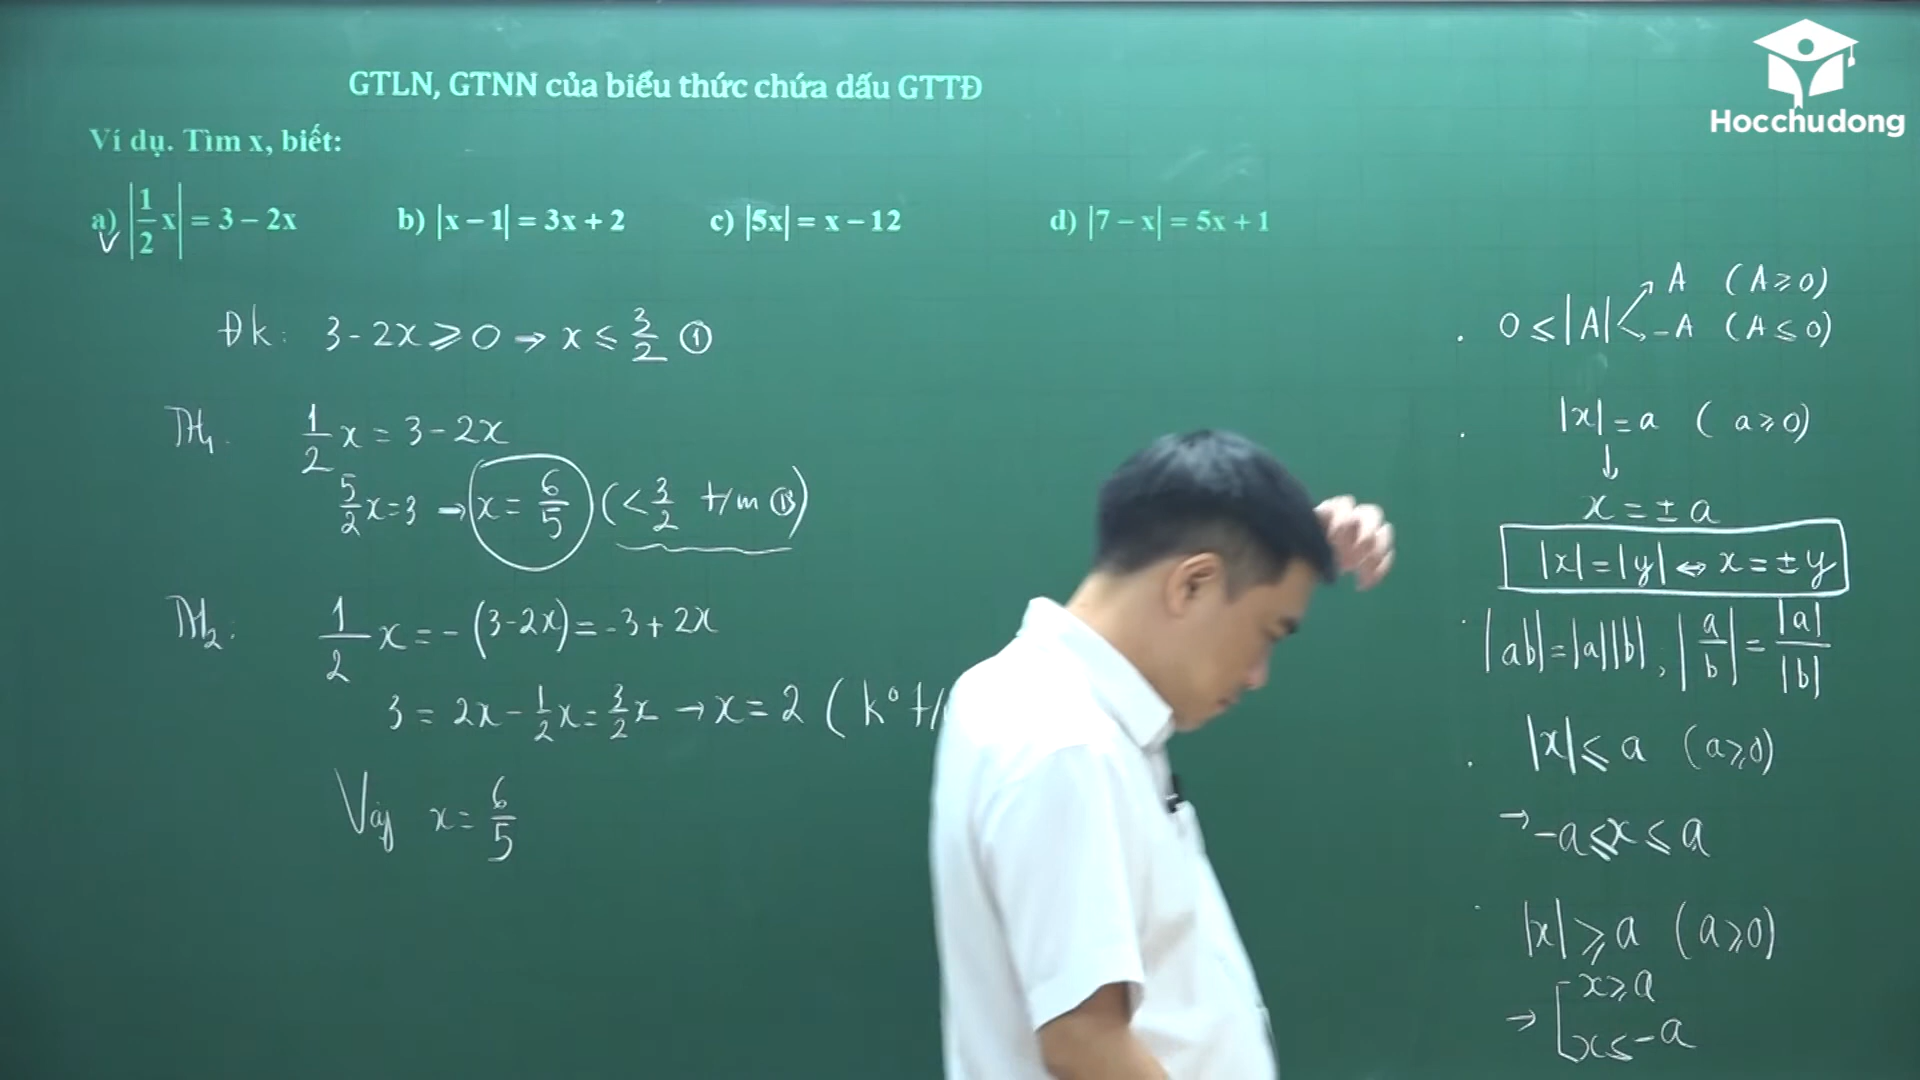 Hocchudong
GTLN, GTNN của biểu thức chứa dấu GTTĐ
Ví dụ. Tìm x, biết:
a) |1/2 x| = 3 – 2x b) |x – 1| = 3x + 2 c) |5x| = x – 12 d) |7 – x| = 5x + 1
Đk: 3 - 2x ≥ 0 → x ≤ 3/2 ①
TH1. 1/2 x = 3 - 2x
5/2 x = 3 → x = 6/5 (< 3/2 t/m ①)
TH2: 1/2 x = - (3-2x) = -3 + 2x
3 = 2x - 1/2 x = 3/2 x → x = 2 (k° t/
Vậy x = 6/5
A (A ≥ 0)
0 ≤ |A|
-A (A ≤ 0)
|x| = a (a ≥ 0)
↓
x = ± a
|x| = |y| ↔ x = ± y
|ab| = |a||b| ; |a/b| = |a|/|b|
|x| ≤ a (a ≥ 0)
→ -a ≤ x ≤ a
|x| ≥ a (a ≥ 0)
x ≥ a
→ [
x ≤ -a